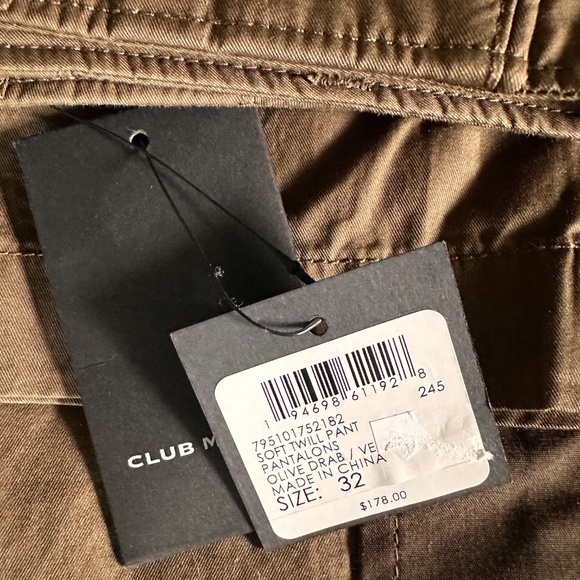 CLUB M
1 94698 61192 8
245
795101752182
SOFT TWILL PANT
PANTALONS
OLIVE DRAB / VE
MADE IN CHINA
SIZE: 32
$178.00